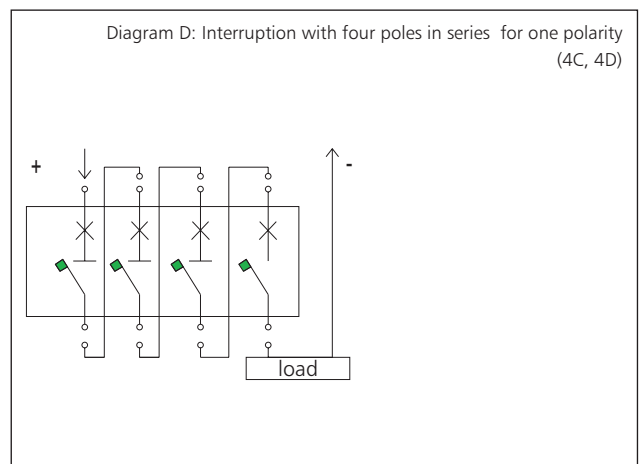 Diagram D: Interruption with four poles in series for one polarity
(4C, 4D)
+
-
load